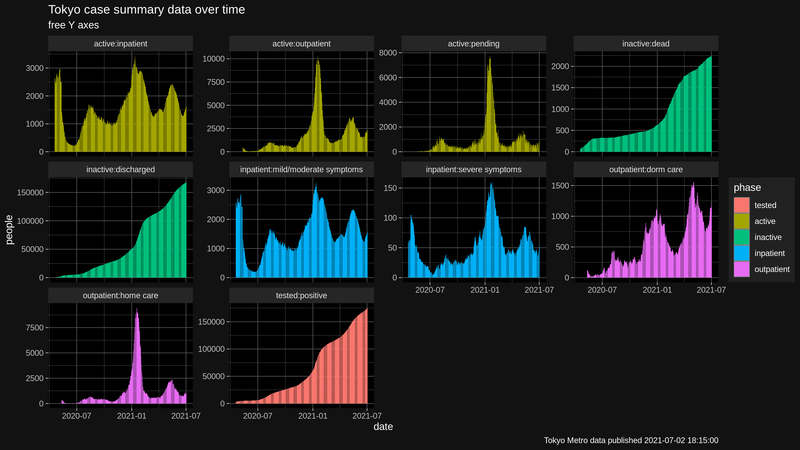 Tokyo case summary data over time
free Y axes
active:inpatient
active:outpatient
active:pending
inactive:dead
3000
2000
1000
0
10000
7500
5000
2500
0
8000
6000
4000
2000
0
2000
1500
1000
500
0
inactive:discharged
inpatient:mild/moderate symptoms
inpatient:severe symptoms
outpatient:dorm care
150000
100000
50000
0
3000
2000
1000
0
150
100
50
0
1500
1000
500
0
2020-07
2021-01
2021-07
2020-07
2021-01
2021-07
outpatient:home care
tested:positive
7500
5000
2500
0
150000
100000
50000
0
2020-07
2021-01
2021-07
2020-07
2021-01
2021-07
people
date
phase
tested
active
inactive
inpatient
outpatient
Tokyo Metro data published 2021-07-02 18:15:00